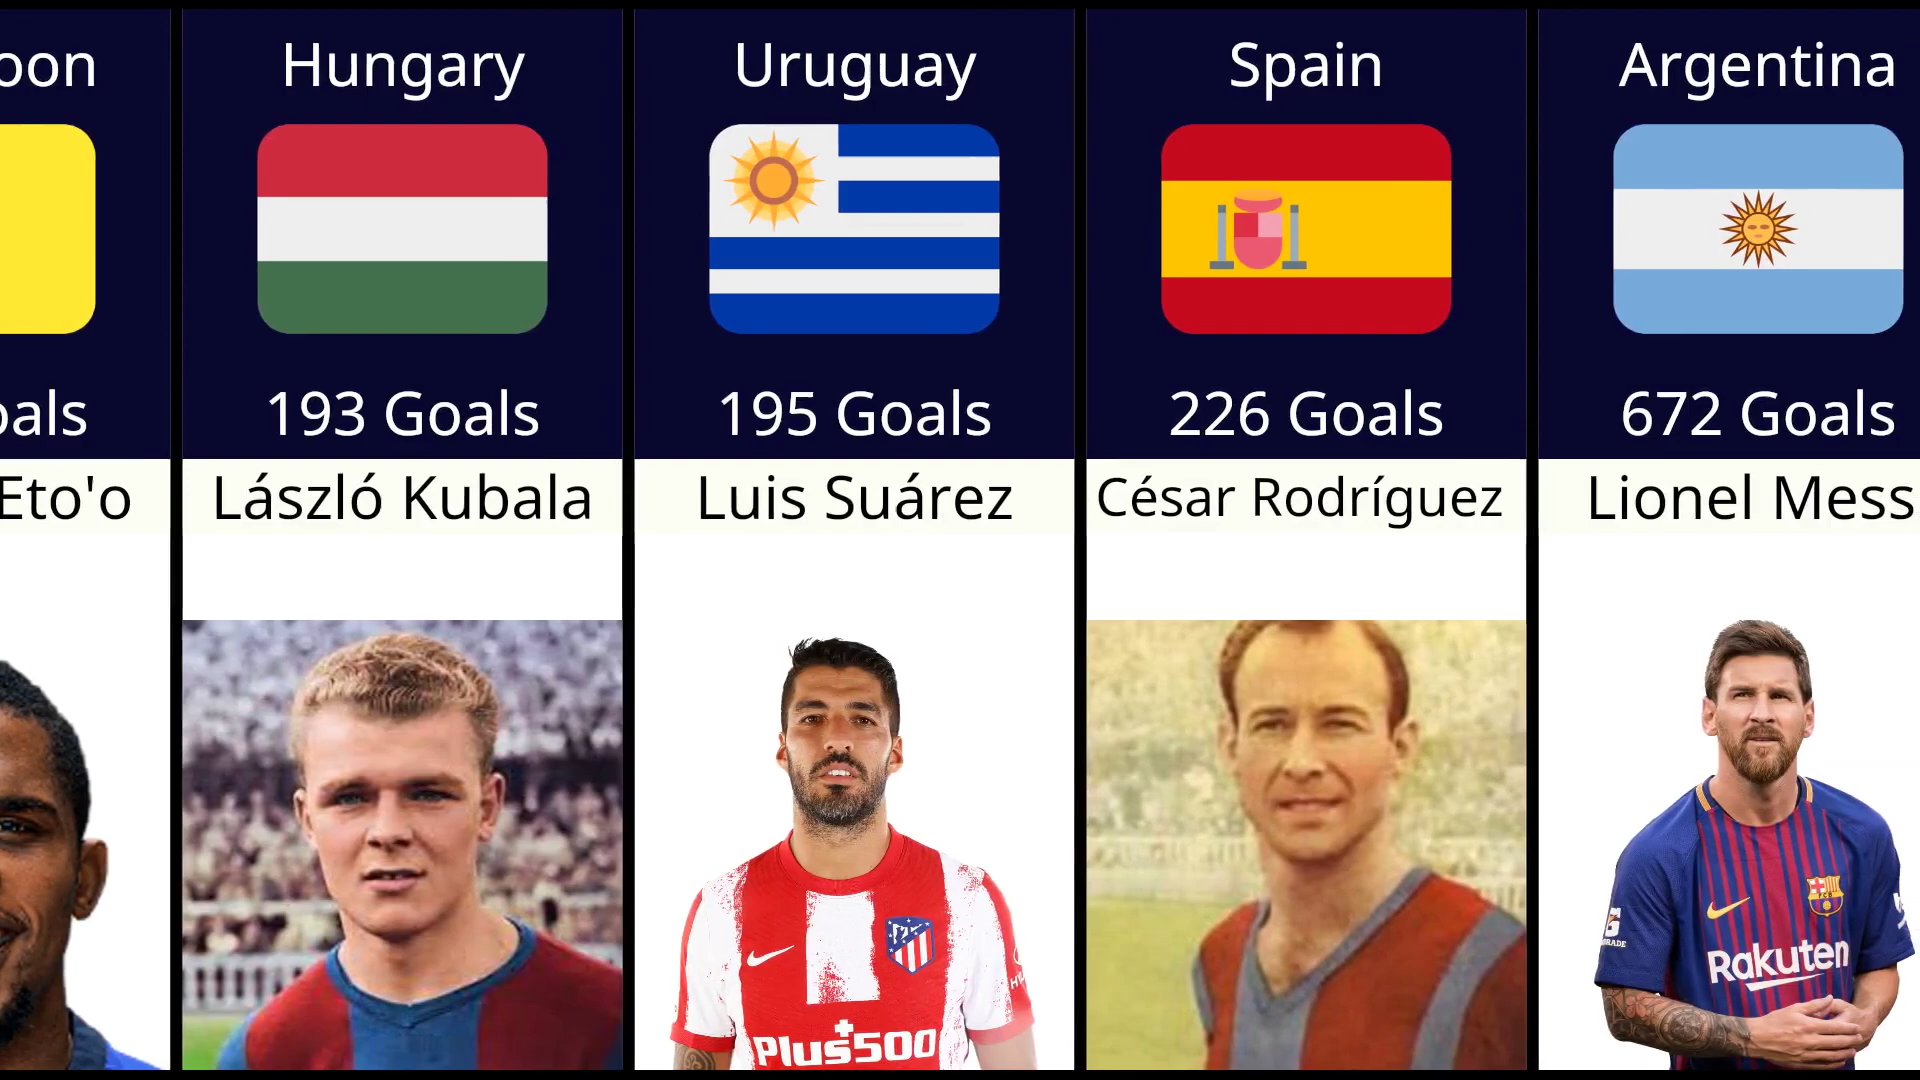 oon
Hungary
Uruguay
Spain
Argentina
oals
193 Goals
195 Goals
226 Goals
672 Goals
Eto'o
László Kubala
Luis Suárez
César Rodríguez
Lionel Mess
Plus500
Rakuten
FCB